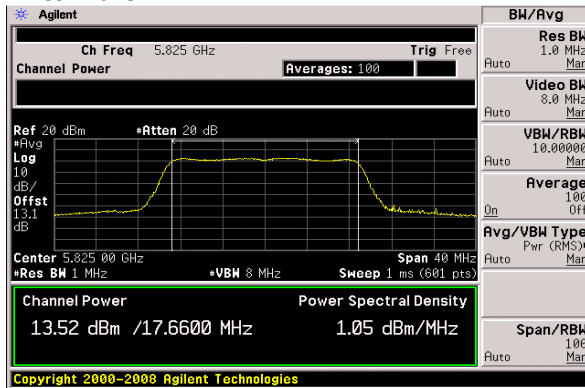 Agilent
BW/Avg
Ch Freq 5.825 GHz Trig Free
Channel Power Averages: 100
Res BW
1.0 MHz
Auto Man
Video BW
8.0 MHz
Auto Man
Ref 20 dBm #Atten 20 dB
#Avg
Log
10
dB/
Offst
13.1
dB
VBW/RBW
10.00000
Auto Man
Average
100
On Off
Avg/VBW Type
Pwr (RMS)
Auto Man
Center 5.825 00 GHz Span 40 MHz
#Res BW 1 MHz #VBW 8 MHz Sweep 1 ms (601 pts)
Channel Power Power Spectral Density
13.52 dBm /17.6600 MHz 1.05 dBm/MHz
Span/RBW
106
Auto Man
Copyright 2000-2008 Agilent Technologies